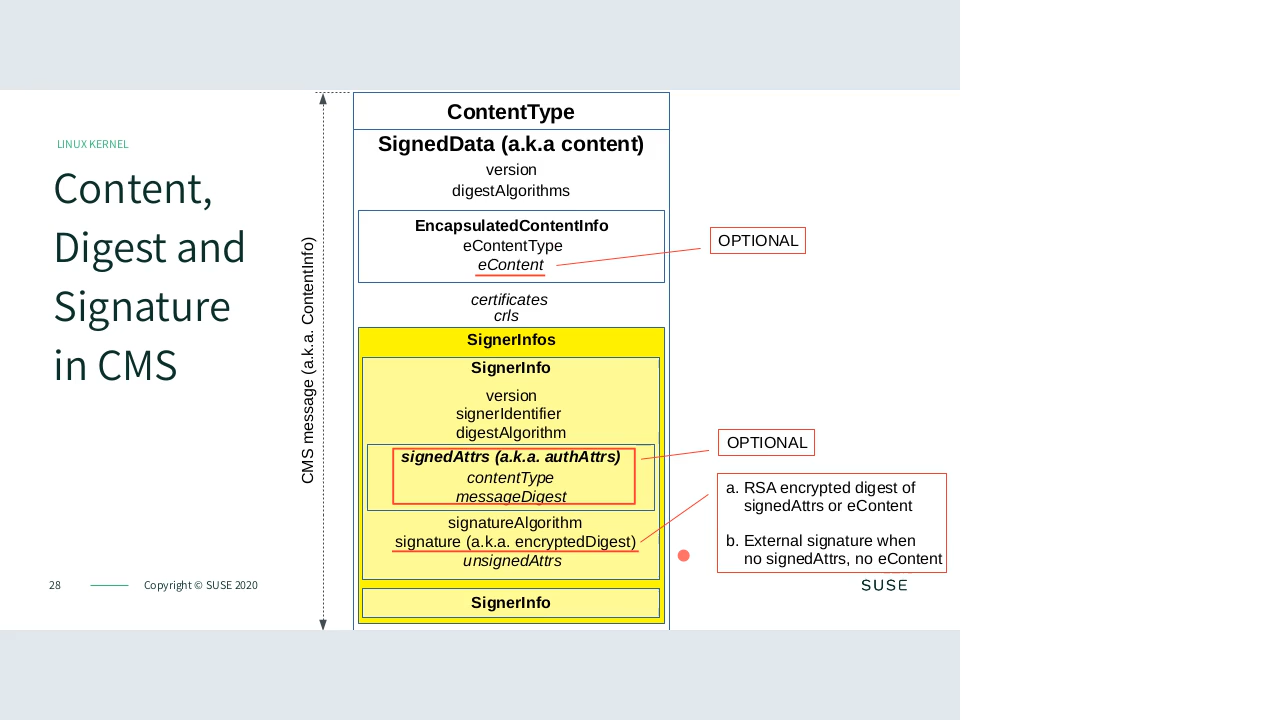 LINUX KERNEL
Content,
Digest and
Signature
in CMS
CMS message (a.k.a. ContentInfo)
ContentType
SignedData (a.k.a content)
version
digestAlgorithms
EncapsulatedContentInfo
eContentType
eContent
OPTIONAL
certificates
crls
SignerInfos
SignerInfo
version
signerIdentifier
digestAlgorithm
signedAttrs (a.k.a. authAttrs)
contentType
messageDigest
OPTIONAL
signatureAlgorithm
signature (a.k.a. encryptedDigest)
unsignedAttrs
a. RSA encrypted digest of
signedAttrs or eContent
b. External signature when
no signedAttrs, no eContent
SignerInfo
28
Copyright © SUSE 2020
SUSE